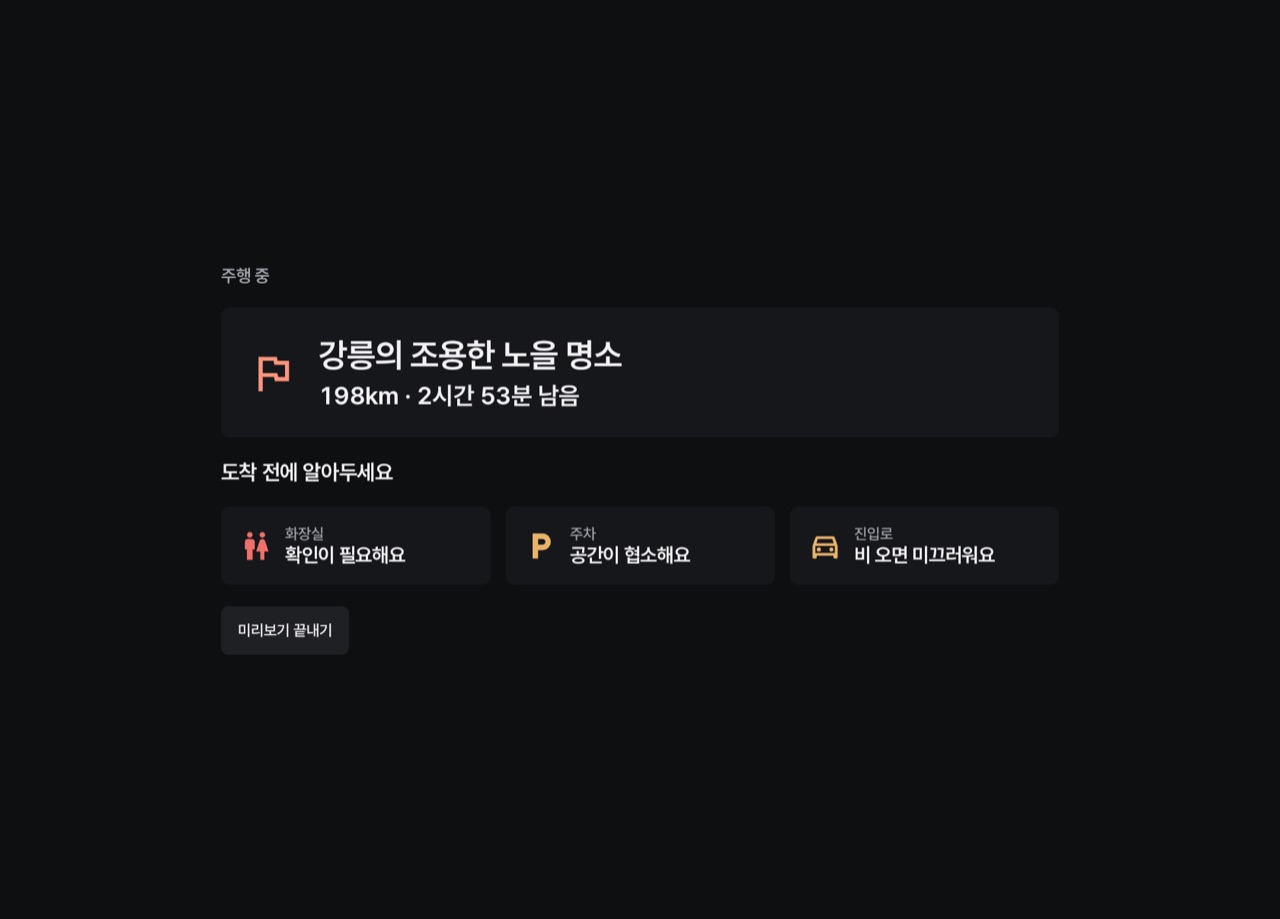 주행 중
강릉의 조용한 노을 명소
198km · 2시간 53분 남음
도착 전에 알아두세요
화장실
확인이 필요해요
P
주차
공간이 협소해요
진입로
비 오면 미끄러워요
미리보기 끝내기